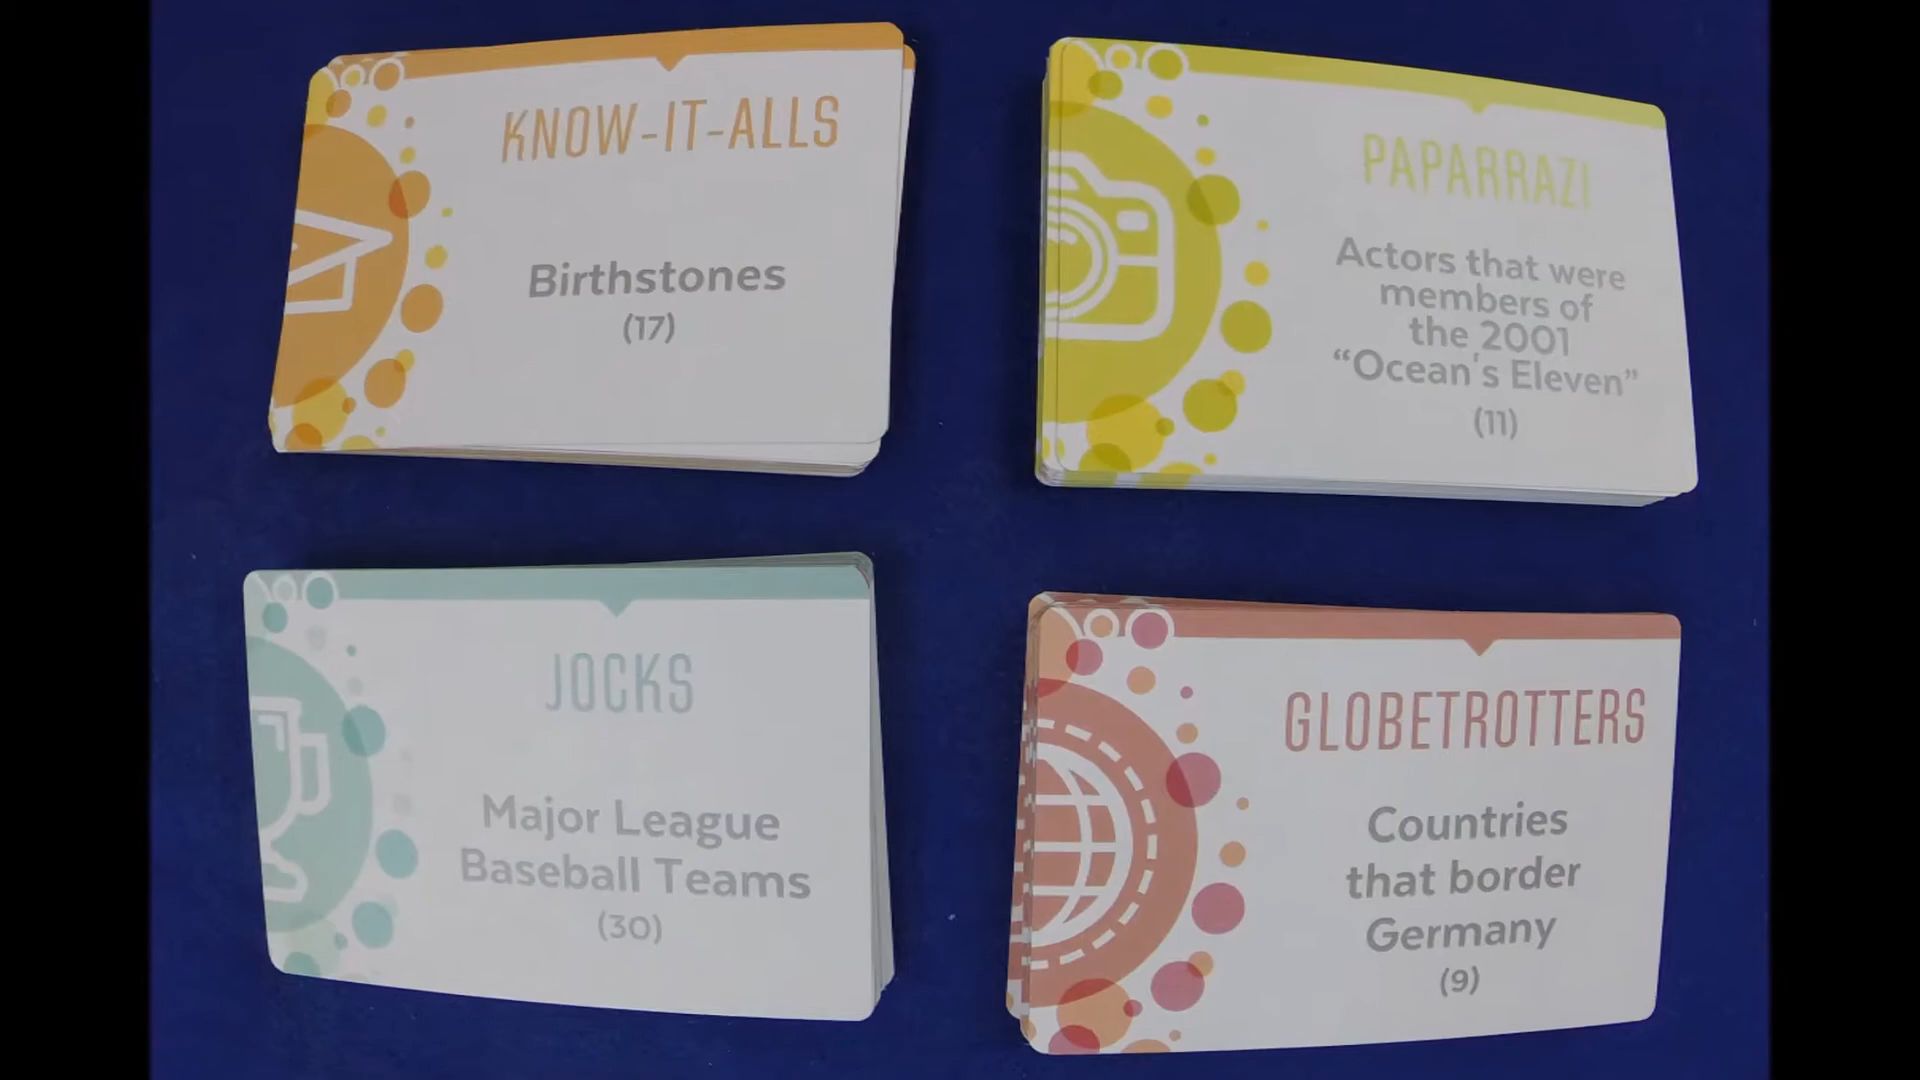 KNOW-IT-ALLS
Birthstones
(17)
PAPARRAZI
Actors that were
members of
the 2001
“Ocean's Eleven”
(11)
JOCKS
Major League
Baseball Teams
(30)
GLOBETROTTERS
Countries
that border
Germany
(9)